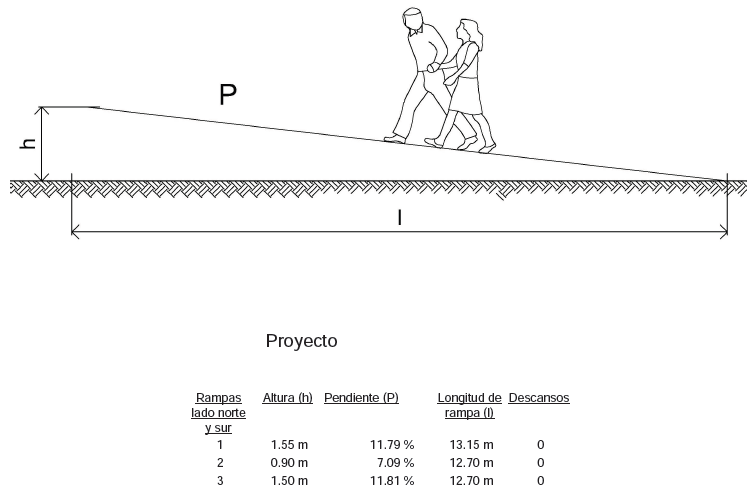 P
h
l
Proyecto
Rampas lado norte y sur Altura (h) Pendiente (P) Longitud de rampa (l) Descansos
1 1.55 m 11.79 % 13.15 m 0
2 0.90 m 7.09 % 12.70 m 0
3 1.50 m 11.81 % 12.70 m 0